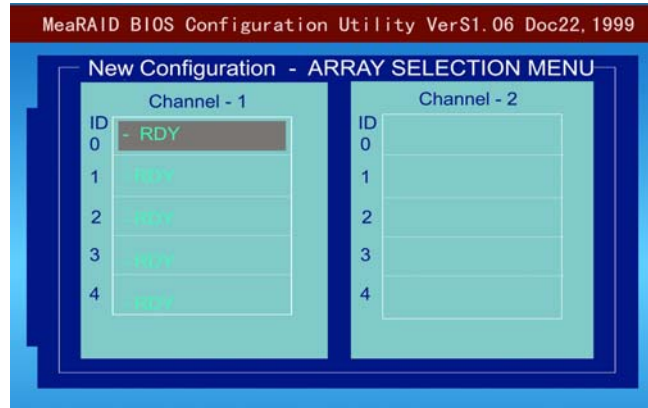 MeaRAID BIOS Configuration Utility VerS1.06 Doc22,1999
New Configuration - ARRAY SELECTION MENU
Channel - 1
ID
0 - RDY
1 -RDY
2 -RDY
3 -RDY
4 -RDY
Channel - 2
ID
0
1
2
3
4